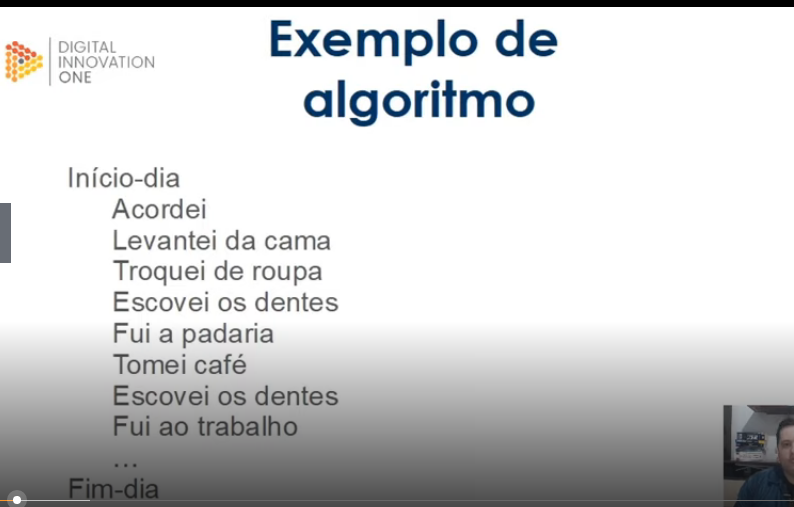 DIGITAL
INNOVATION
ONE
Exemplo de
algoritmo
Início-dia
Acordei
Levantei da cama
Troquei de roupa
Escovei os dentes
Fui a padaria
Tomei café
Escovei os dentes
Fui ao trabalho
...
Fim-dia